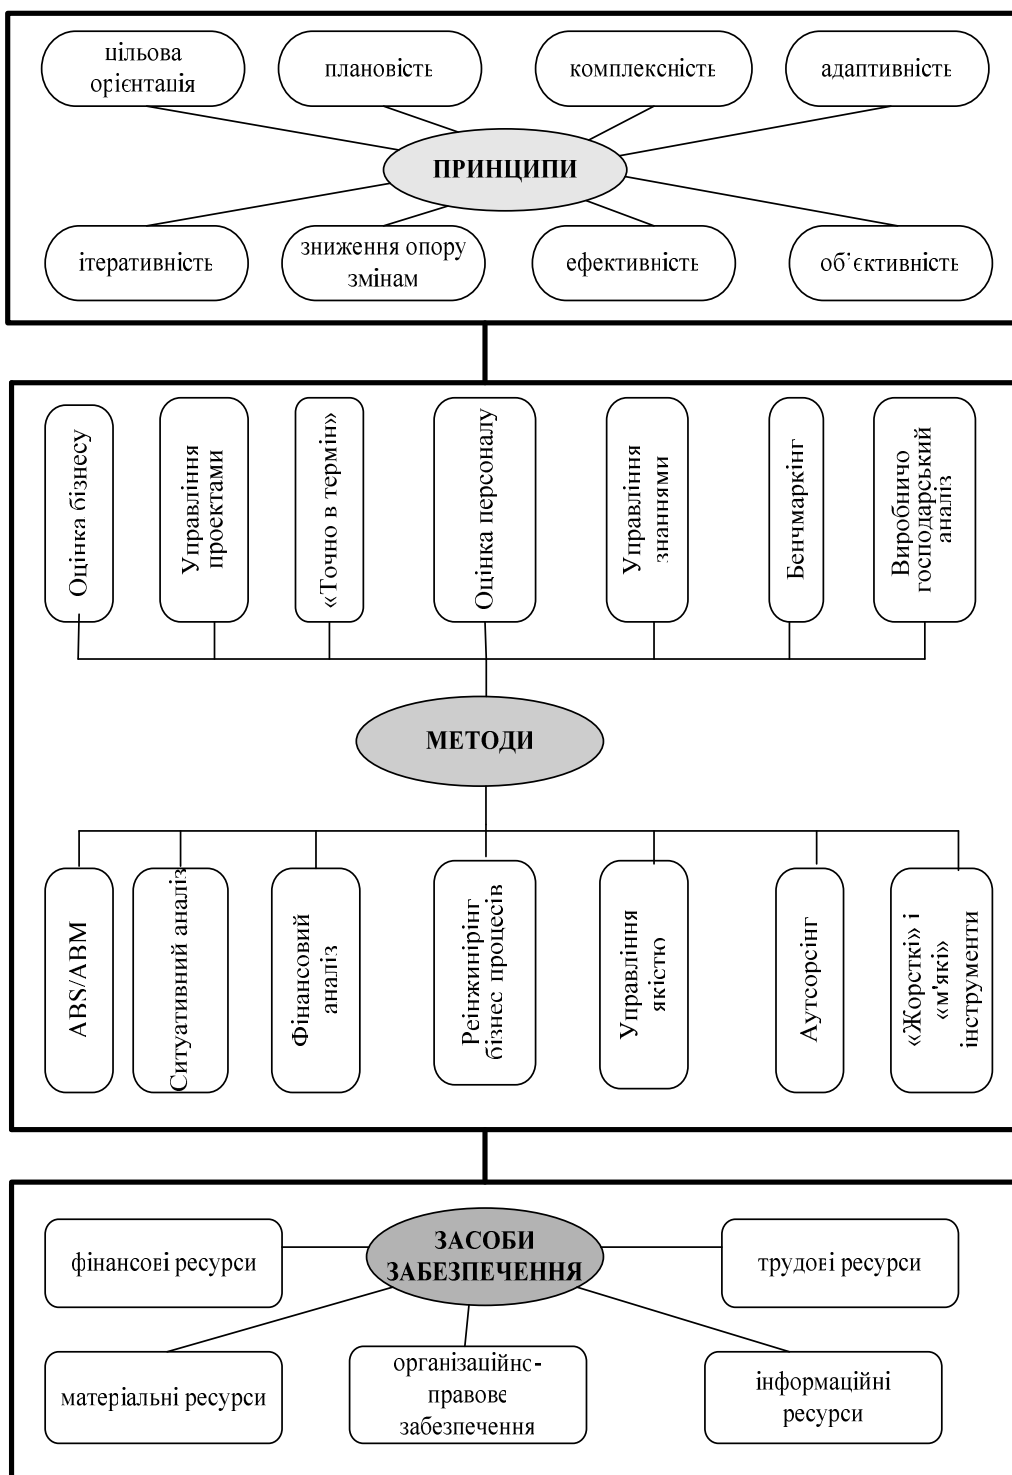 цільова
орієнтація
плановість
комплексність
адаптивність
ПРИНЦИПИ
ітеративність
зниження опору
змінам
ефективність
об'єктивність
Оцінка бізнесу
Управління
проектами
«Точно в термін»
Оцінка персоналу
Управління
знаннями
Бенчмаркінг
Виробничо
господарський
аналіз
МЕТОДИ
ABS/ABM
Ситуативний аналіз
Фінансовий
аналіз
Реінжинірінг
бізнес процесів
Управління
якістю
Аутсорсінг
«Жорсткі» і
«м'які»
інструменти
ЗАСОБИ
ЗАБЕЗПЕЧЕННЯ
фінансові ресурси
трудові ресурси
матеріальні ресурси
організаційно-
правове
забезпечення
інформаційні
ресурси